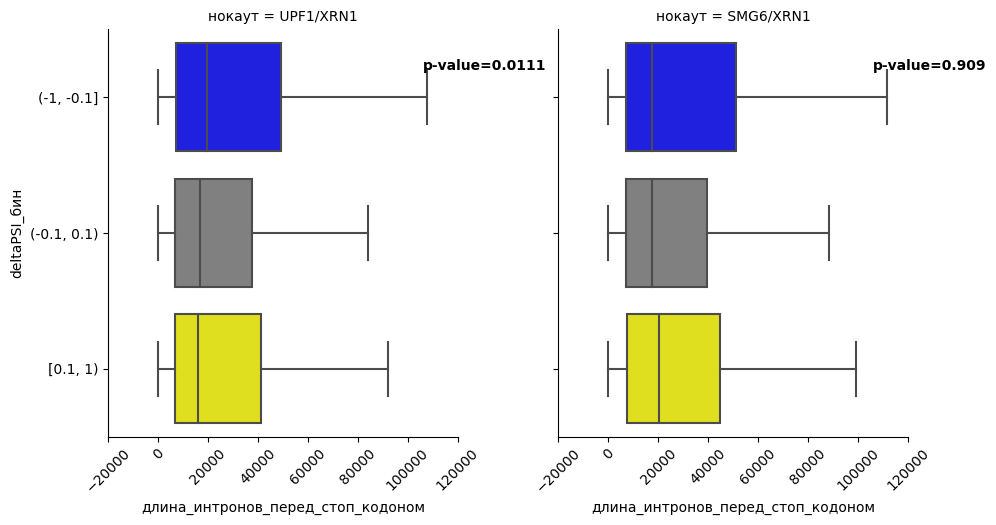 нокаут = UPF1/XRN1
нокаут = SMG6/XRN1
p-value=0.0111
p-value=0.909
(-1, -0.1]
(-0.1, 0.1)
[0.1, 1)
deltaPSI_бин
−20000 0 20000 40000 60000 80000 100000 120000
−20000 0 20000 40000 60000 80000 100000 120000
длина_интронов_перед_стоп_кодоном
длина_интронов_перед_стоп_кодоном